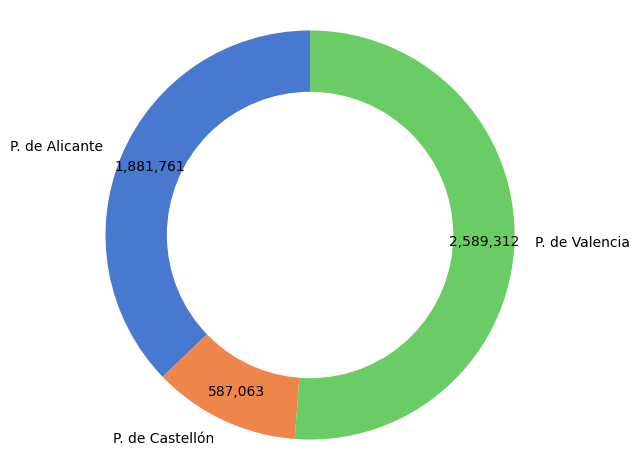 P. de Alicante
1,881,761
2,589,312
P. de Valencia
587,063
P. de Castellón